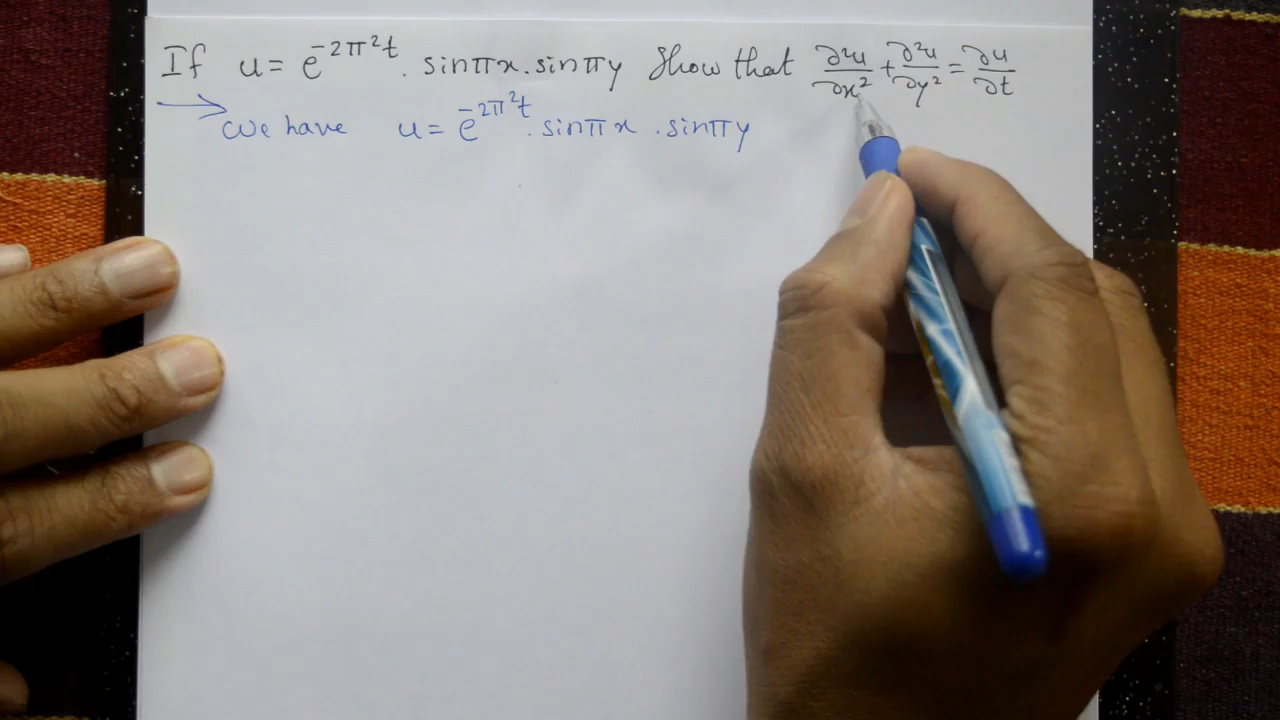 If u = e^{-2π²t} . sinπx . sinπy Show that ∂²u/∂x² + ∂²u/∂y² = ∂u/∂t
→ We have u = e^{-2π²t} . sinπx . sinπy